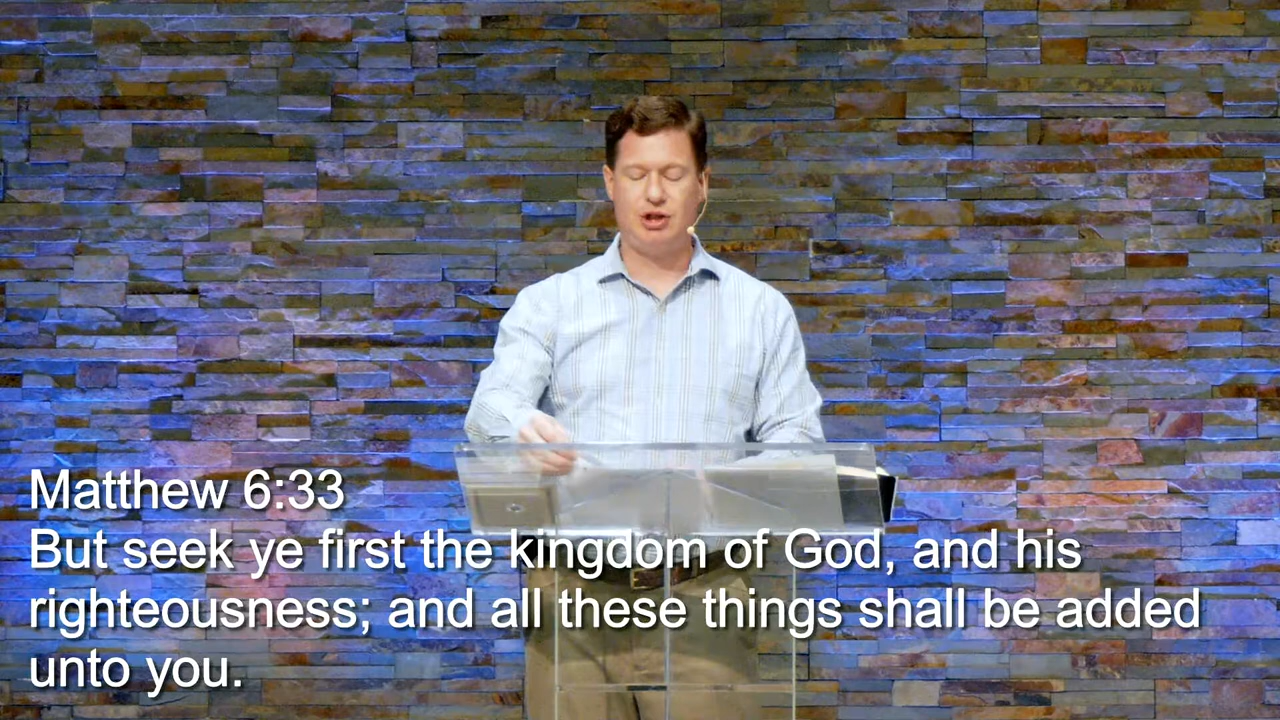 Matthew 6:33
But seek ye first the kingdom of God, and his
righteousness; and all these things shall be added
unto you.